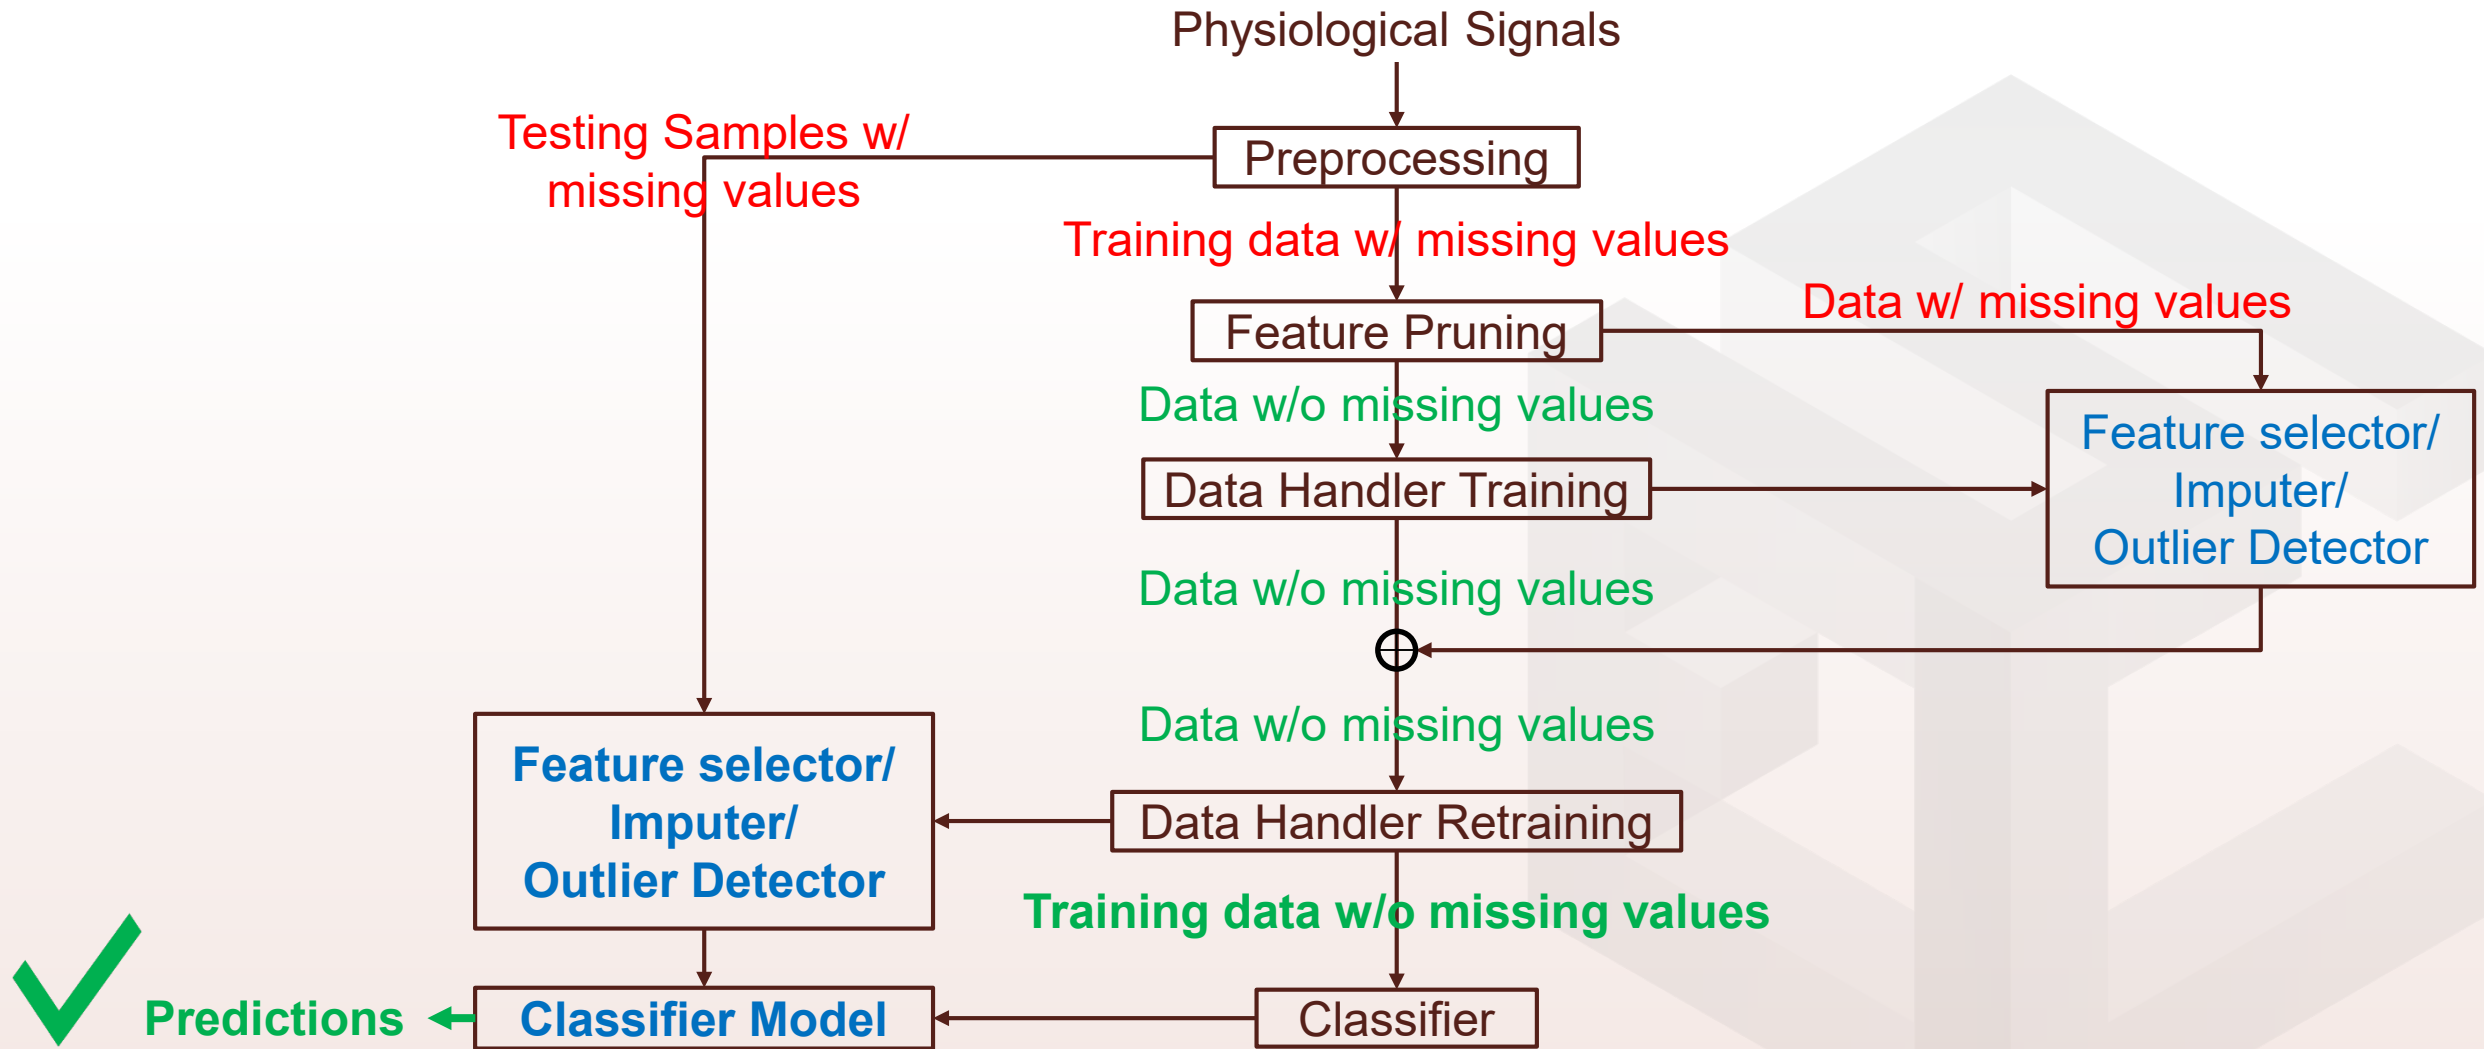 Physiological Signals
Testing Samples w/
missing values
Preprocessing
Training data w/ missing values
Feature Pruning
Data w/ missing values
Data w/o missing values
Data Handler Training
Feature selector/
Imputer/
Outlier Detector
Data w/o missing values
Data w/o missing values
Feature selector/
Imputer/
Outlier Detector
Data Handler Retraining
Training data w/o missing values
Predictions
Classifier Model
Classifier